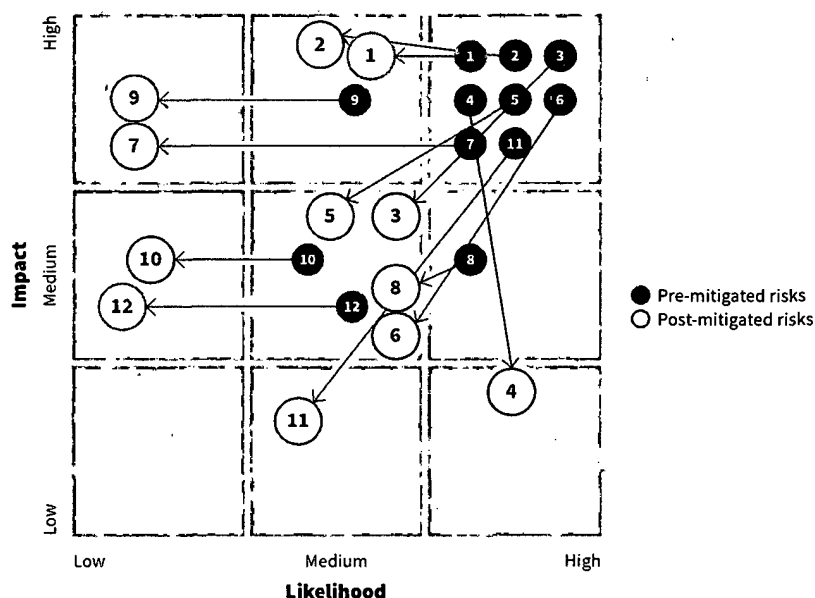 High
2
1
1
2
3
9
9
4
5
6
7
7
11
Impact
Medium
5
3
10
10
8
8
12
12
6
Pre-mitigated risks
Post-mitigated risks
4
11
Low
Low
Medium
High
Likelihood